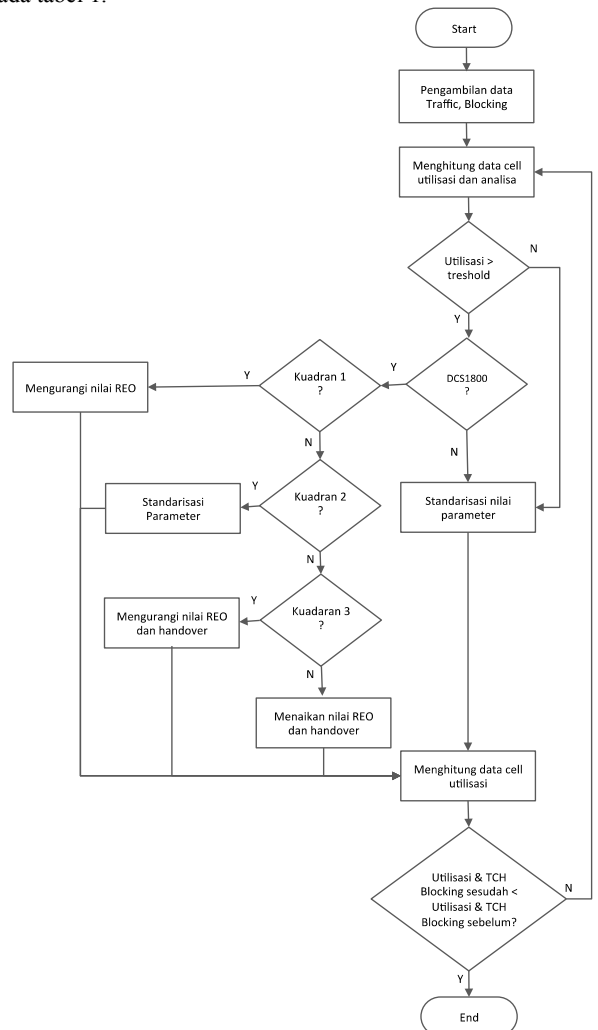 ada tabel 1.
Start
Pengambilan data
Traffic, Blocking
Menghitung data cell
utilisasi dan analisa
Utilisasi >
treshold
N
Y
DCS1800
?
Y
N
Kuadran 1
?
Y
N
Mengurangi nilai REO
Kuadran 2
?
Y
N
Standarisasi
Parameter
Standarisasi nilai
parameter
Kuadaran 3
?
Y
N
Mengurangi nilai REO
dan handover
Menaikan nilai REO
dan handover
Menghitung data cell
utilisasi
Utilisasi & TCH
Blocking sesudah <
Utilisasi & TCH
Blocking sebelum?
N
Y
End